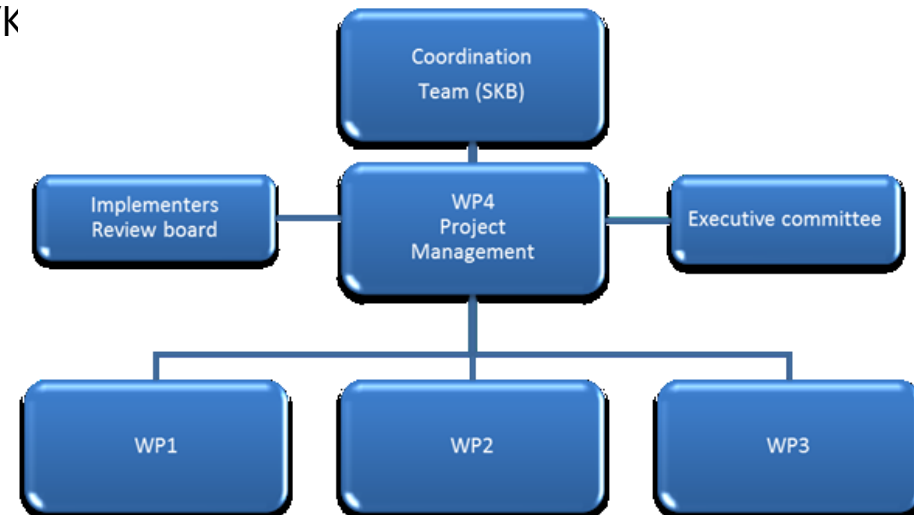 Coordination
Team (SKB)
Implementers
Review board
WP4
Project
Management
Executive committee
WP1
WP2
WP3